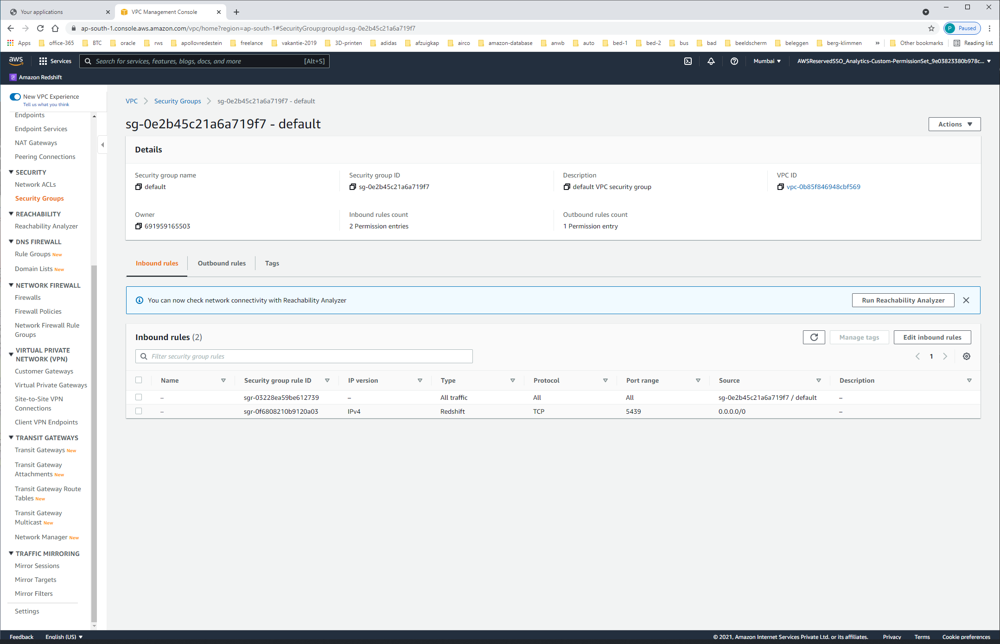 Your applications
VPC Management Console
ap-south-1.console.aws.amazon.com/vpc/home?region=ap-south-1#SecurityGroup:groupId=sg-0e2b45c21a6a719f7
P Paused
Apps office-365 BTC oracle rws apollovredestein freelance vakantie-2019 3D-printen adidas afzuigkap airco amazon-database anwb auto bed-1 bed-2 bus bad beeldscherm beleggen berg-klimmen » Other bookmarks Reading list
aws Services Search for services, features, blogs, docs, and more [Alt+S] Mumbai AWSReservedSSO_Analytics-Custom-PermissionSet_9e03823380b978c...
Amazon Redshift
New VPC Experience
Tell us what you think
Endpoints
Endpoint Services
NAT Gateways
Peering Connections
SECURITY
Network ACLs
Security Groups
REACHABILITY
Reachability Analyzer
DNS FIREWALL
Rule Groups New
Domain Lists New
NETWORK FIREWALL
Firewalls
Firewall Policies
Network Firewall Rule
Groups
VIRTUAL PRIVATE
NETWORK (VPN)
Customer Gateways
Virtual Private Gateways
Site-to-Site VPN
Connections
Client VPN Endpoints
TRANSIT GATEWAYS
Transit Gateways New
Transit Gateway
Attachments New
Transit Gateway Route
Tables New
Transit Gateway
Multicast New
Network Manager New
TRAFFIC MIRRORING
Mirror Sessions
Mirror Targets
Mirror Filters
Settings
VPC > Security Groups > sg-0e2b45c21a6a719f7 - default
sg-0e2b45c21a6a719f7 - default
Actions
Details
Security group name
default
Security group ID
sg-0e2b45c21a6a719f7
Description
default VPC security group
VPC ID
vpc-0b85f846948cbf569
Owner
691959165503
Inbound rules count
2 Permission entries
Outbound rules count
1 Permission entry
Inbound rules Outbound rules Tags
You can now check network connectivity with Reachability Analyzer
Run Reachability Analyzer
Inbound rules (2)
Manage tags
Edit inbound rules
Filter security group rules
1
Name Security group rule ID IP version Type Protocol Port range Source Description
– sgr-03228ea59be612739 – All traffic All All sg-0e2b45c21a6a719f7 / default –
– sgr-0f6808210b9120a03 IPv4 Redshift TCP 5439 0.0.0.0/0 –
Feedback English (US) © 2021, Amazon Internet Services Private Ltd. or its affiliates. Privacy Terms Cookie preferences